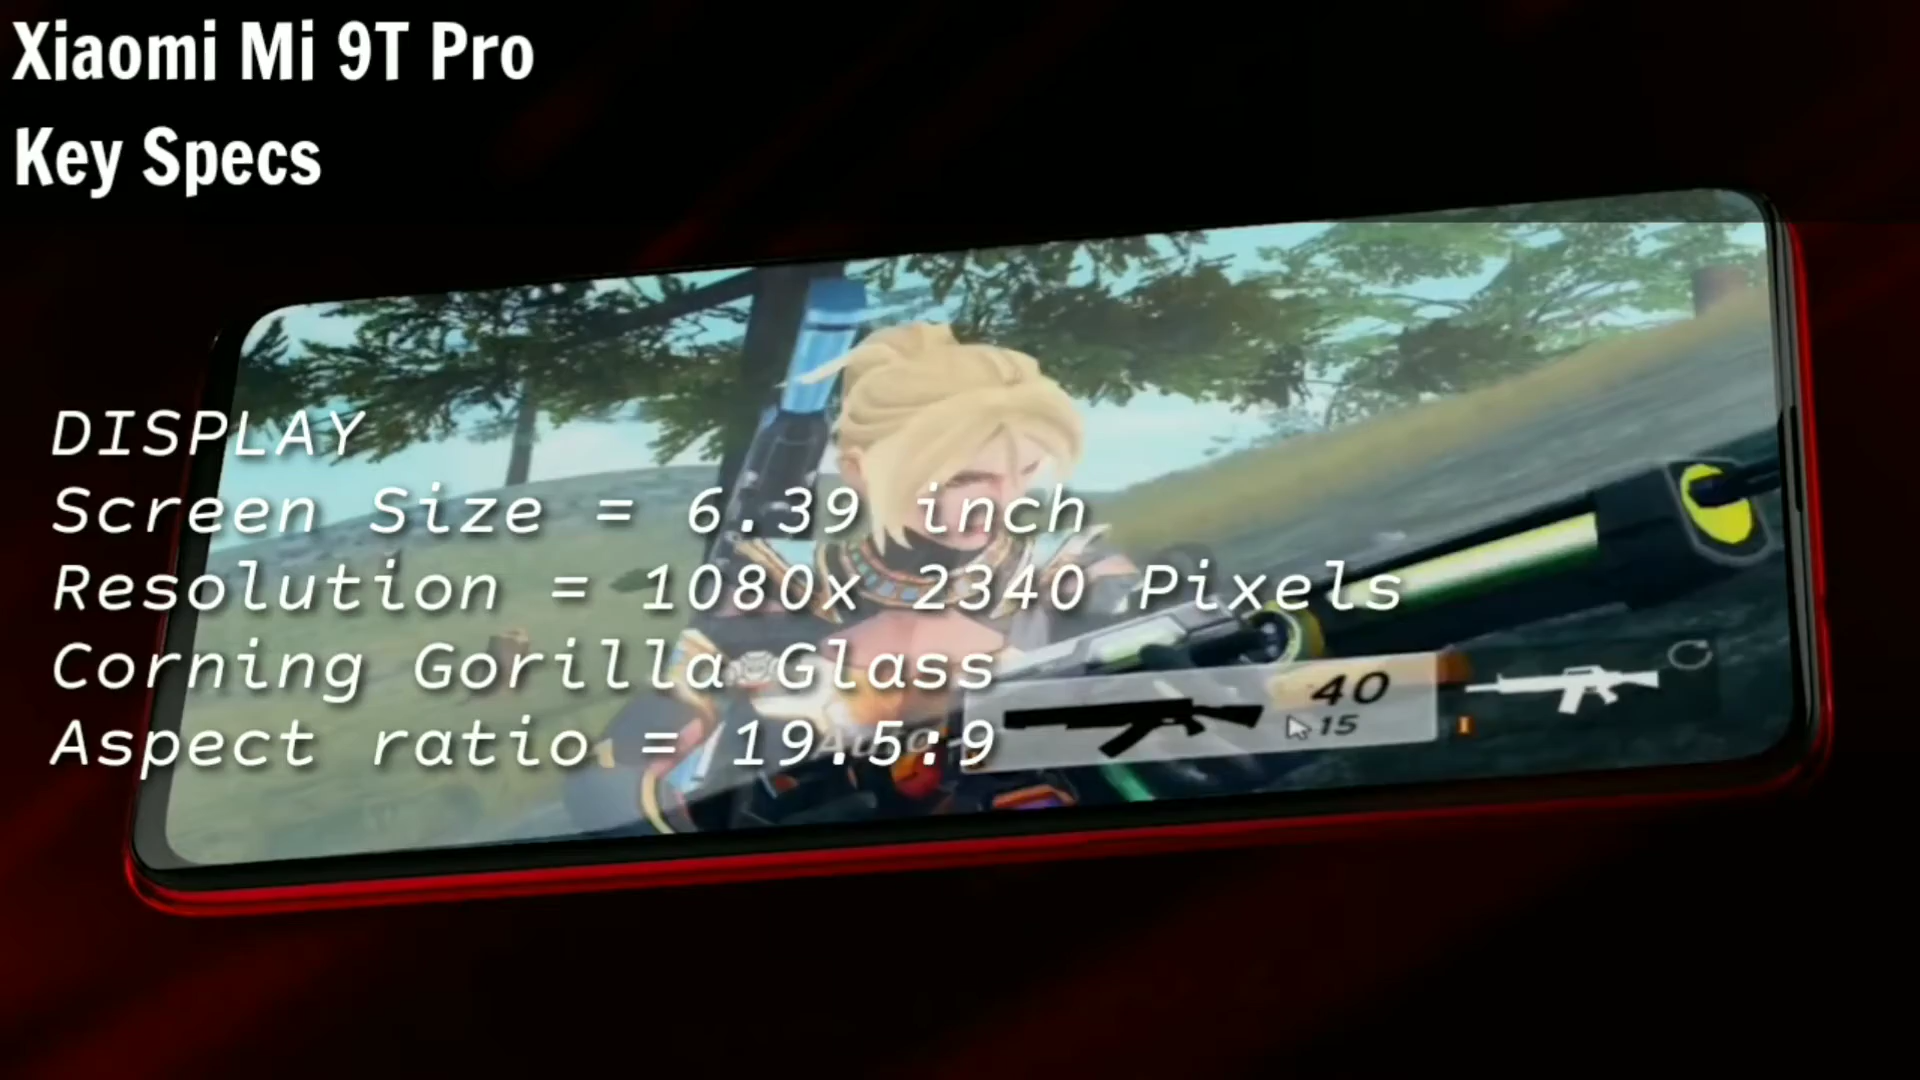 Xiaomi Mi 9T Pro
Key Specs
DISPLAY
Screen Size = 6.39 inch
Resolution = 1080x 2340 Pixels
Corning Gorilla Glass
Aspect ratio = 19.5:9
40
15
1